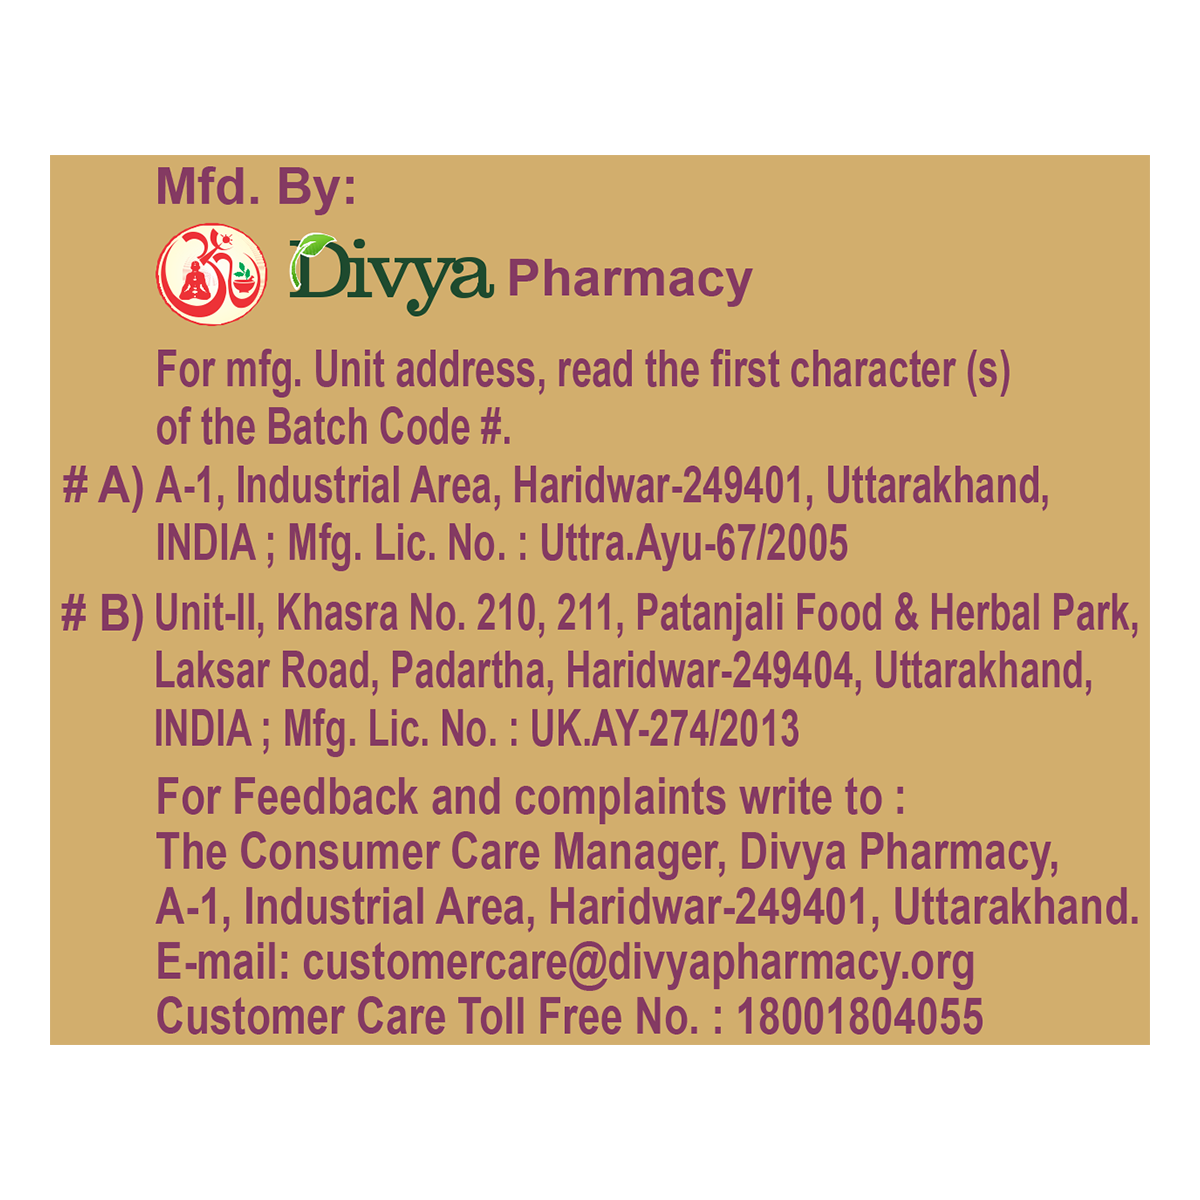 Mfd. By:
Divya Pharmacy
For mfg. Unit address, read the first character (s)
of the Batch Code #.
# A) A-1, Industrial Area, Haridwar-249401, Uttarakhand,
INDIA ; Mfg. Lic. No. : Uttra.Ayu-67/2005
# B) Unit-II, Khasra No. 210, 211, Patanjali Food & Herbal Park,
Laksar Road, Padartha, Haridwar-249404, Uttarakhand,
INDIA ; Mfg. Lic. No. : UK.AY-274/2013
For Feedback and complaints write to :
The Consumer Care Manager, Divya Pharmacy,
A-1, Industrial Area, Haridwar-249401, Uttarakhand.
E-mail: customercare@divyapharmacy.org
Customer Care Toll Free No. : 18001804055